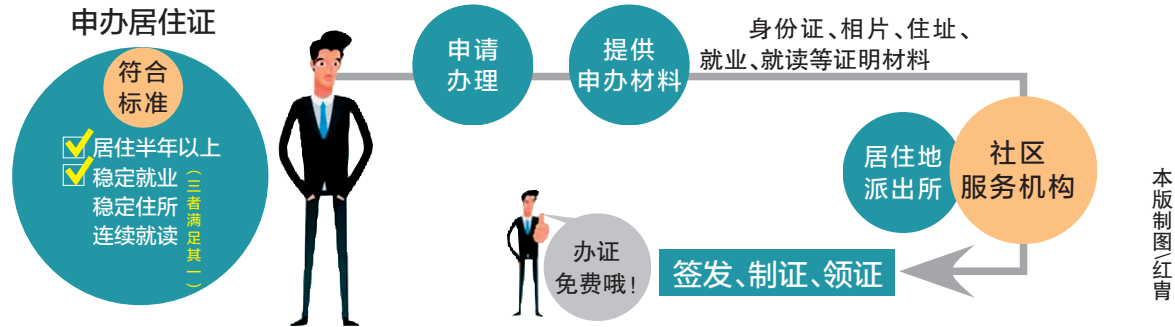 申办居住证
符合
标准
居住半年以上
稳定就业
稳定住所
连续就读
（三者满足其一）
申请
办理
提供
申办材料
身份证、相片、住址、
就业、就读等证明材料
居住地
派出所
社区
服务机构
签发、制证、领证
办证
免费哦！
本版制图/红胄